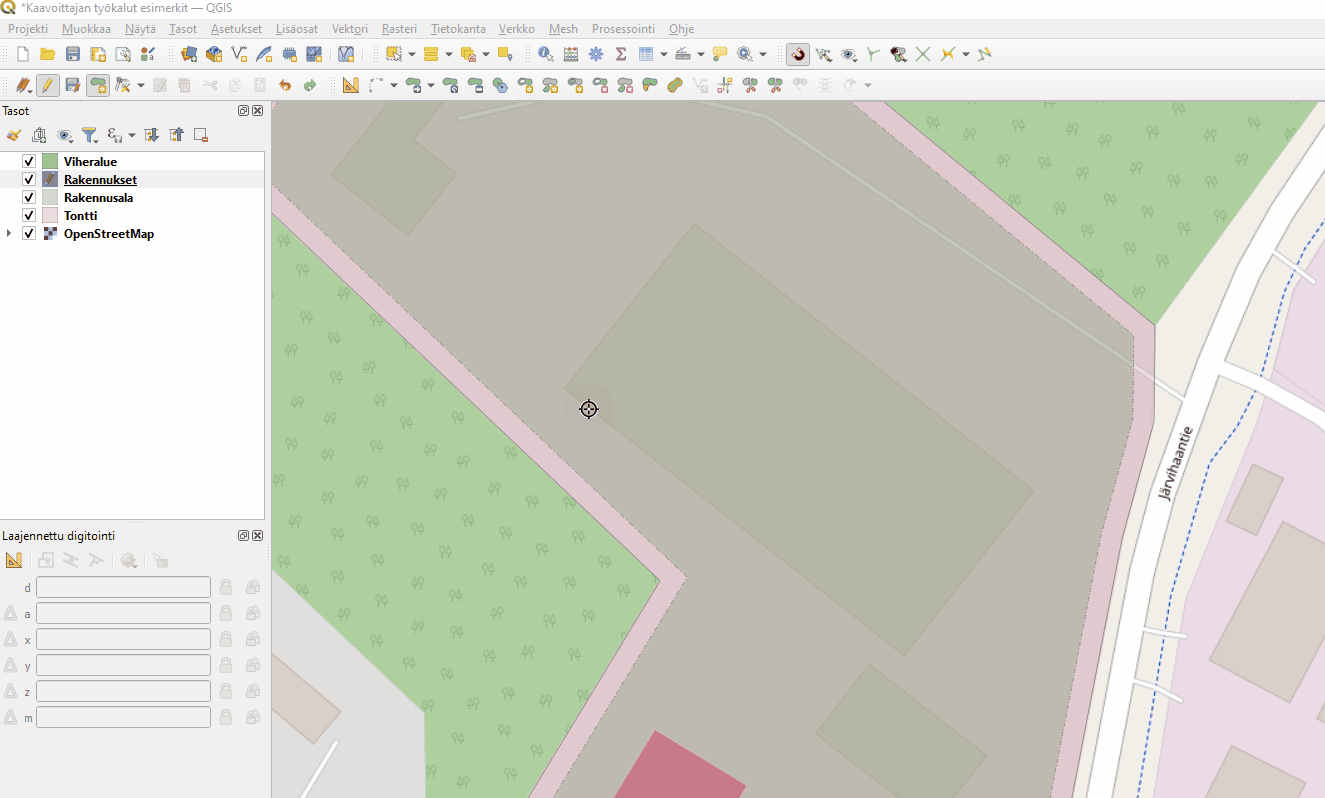 *Kaavoittajan työkalut esimerkit — QGIS
Projekti Muokkaa Näytä Tasot Asetukset Lisäosat Vektori Rasteri Tietokanta Verkko Mesh Prosessointi Ohje
Tasot
Viheralue
Rakennukset
Rakennusala
Tontti
OpenStreetMap
Laajennettu digitointi
d
a
x
y
z
m
Järvihaantie